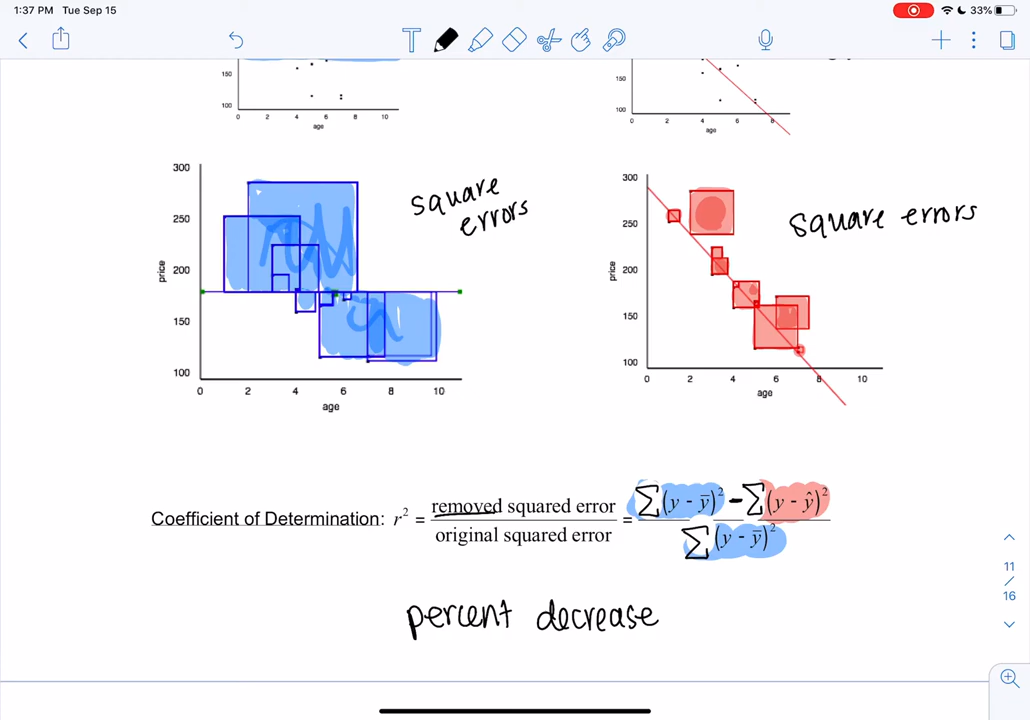 1:37 PM Tue Sep 15
33%
T
150
100
0 2 4 6 8 10
age
150
100
0 2 4 6 8
age
300
250
200
150
100
price
0 2 4 6 8 10
age
square
errors
300
250
200
150
100
price
0 2 4 6 8 10
age
square errors
Coefficient of Determination: r² = removed squared error / original squared error = ∑(y - ȳ)² - ∑(y - ŷ)² / ∑(y - ȳ)²
percent decrease
11
/
16